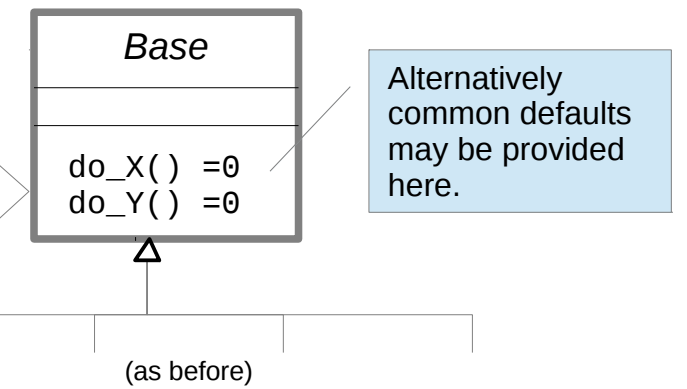 Base
do_X() =0
do_Y() =0
Alternatively
common defaults
may be provided
here.
(as before)